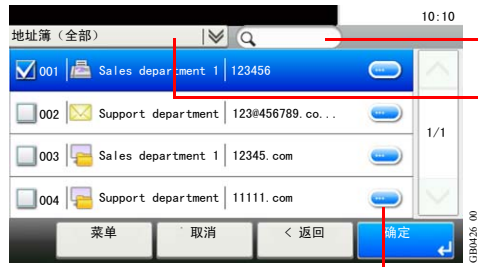 10:10
地址簿（全部）
001 Sales department 1 123456
002 Support department 123@456789.co...
1/1
003 Sales department 1 12345.com
004 Support department 11111.com
菜单 取消 < 返回 确定
GB0426_00